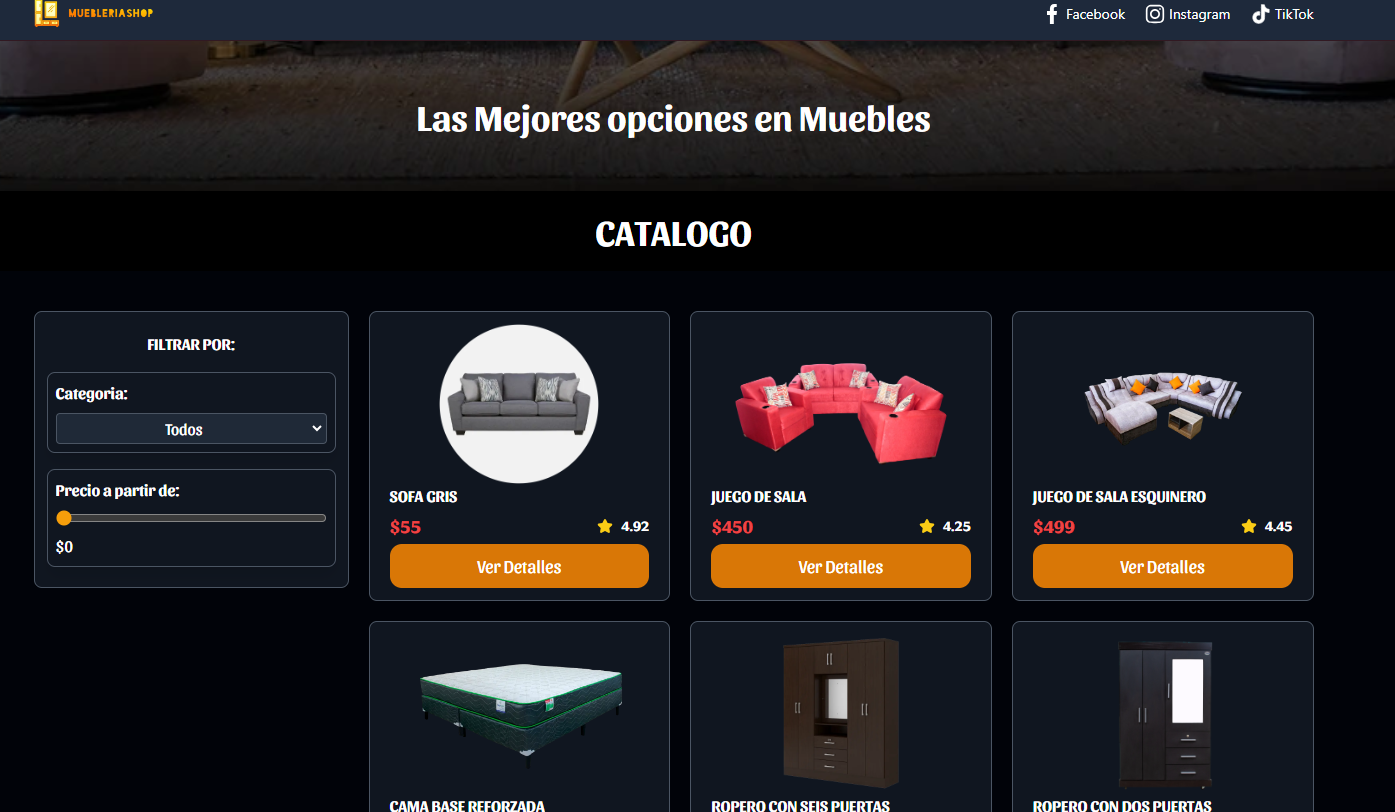 MUEBLERIASHOP
Facebook Instagram TikTok
Las Mejores opciones en Muebles
CATALOGO
FILTRAR POR:
Categoria:
Todos
Precio a partir de:
$0
SOFA GRIS
$55 4.92
Ver Detalles
JUEGO DE SALA
$450 4.25
Ver Detalles
JUEGO DE SALA ESQUINERO
$499 4.45
Ver Detalles
CAMA BASE REFORZADA
ROPERO CON SEIS PUERTAS
ROPERO CON DOS PUERTAS